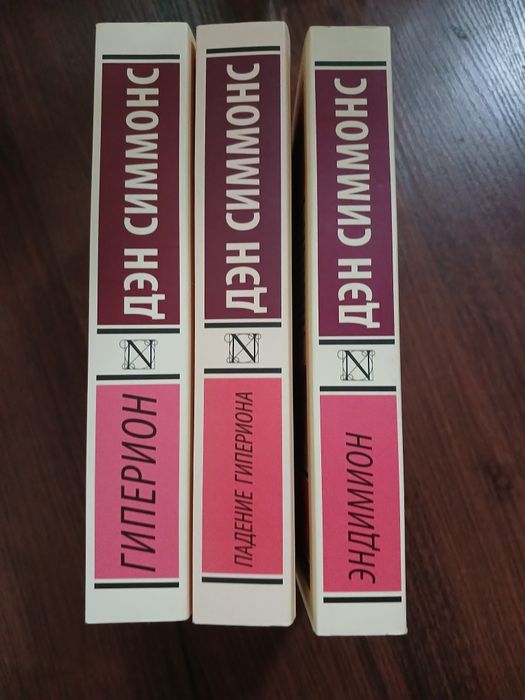 ДЭН СИММОНС
N
ГИПЕРИОН
ДЭН СИММОНС
N
ПАДЕНИЕ ГИПЕРИОНА
ДЭН СИММОНС
N
ЭНДИМИОН